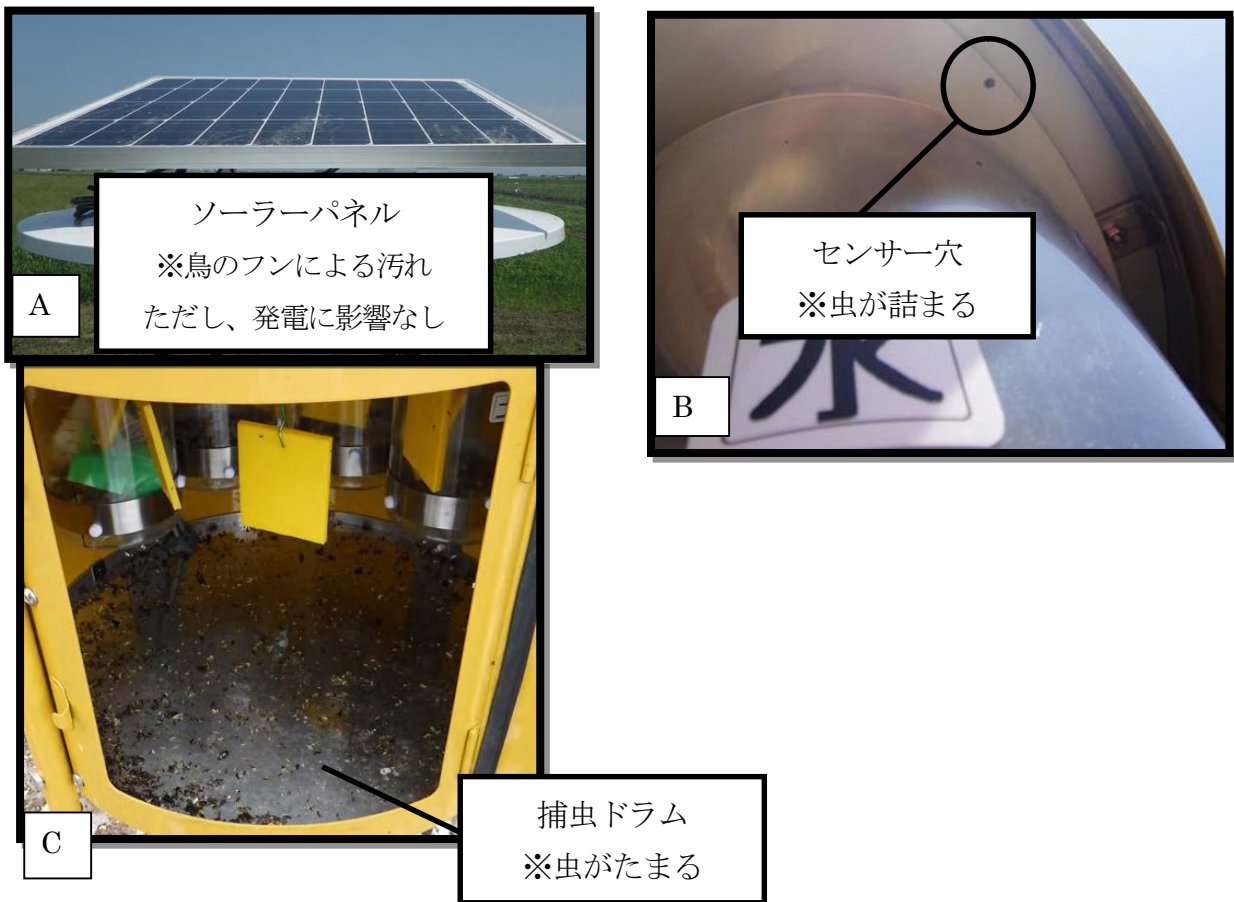 ソーラーパネル
※鳥のフンによる汚れ
ただし、発電に影響なし
A
センサー穴
※虫が詰まる
水
B
捕虫ドラム
※虫がたまる
C